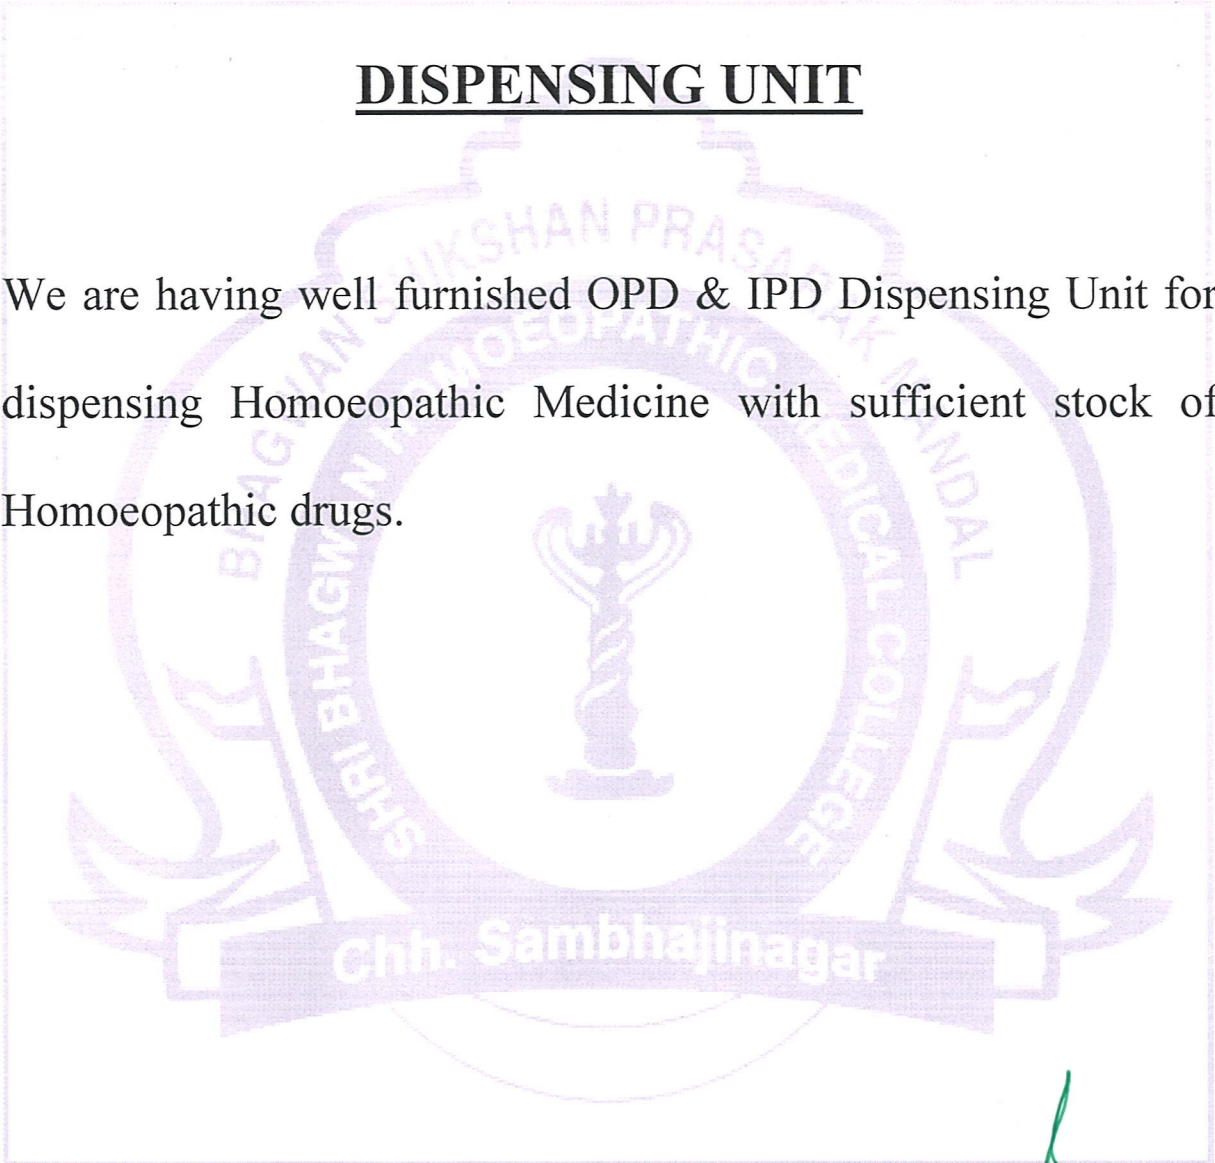 DISPENSING UNIT
BHAGWAN SHIKSHAN PRASARAK MANDAL
We are having well furnished OPD & IPD Dispensing Unit for
dispensing Homoeopathic Medicine with sufficient stock of
Homoeopathic drugs.
SHRI BHAGWAN HOMOEOPATHIC MEDICAL COLLEGE
Chh. Sambhajinagar